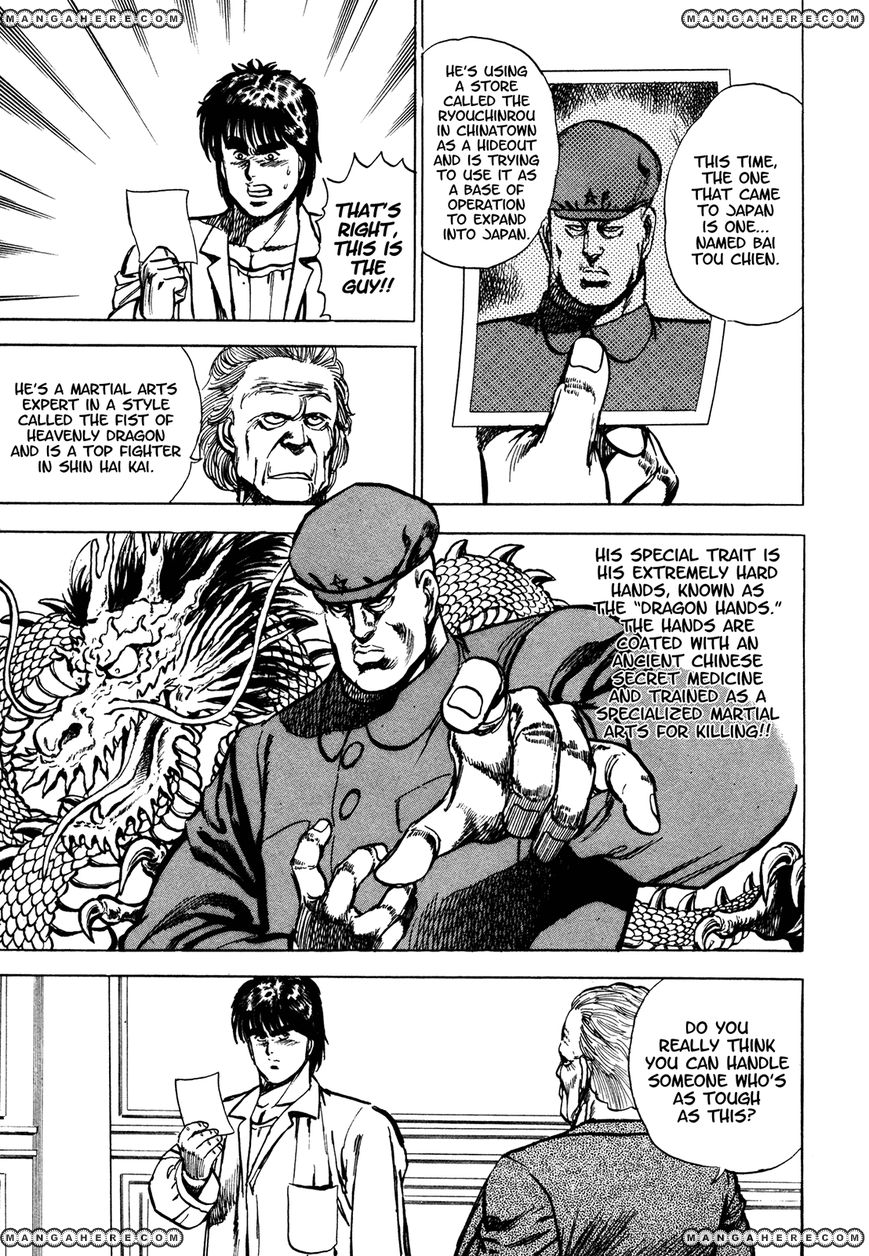 MANGAHERE.COM
MANGAHERE.COM
THIS TIME,
THE ONE
THAT CAME
TO JAPAN
IS ONE...
NAMED BAI
TOU CHIEN.
HE'S USING
A STORE
CALLED THE
RYOUCHINROU
IN CHINATOWN
AS A HIDEOUT
AND IS TRYING
TO USE IT AS
A BASE OF
OPERATION
TO EXPAND
INTO JAPAN.
THAT'S
RIGHT,
THIS IS
THE
GUY!!
HE'S A MARTIAL ARTS
EXPERT IN A STYLE
CALLED THE FIST OF
HEAVENLY DRAGON
AND IS A TOP FIGHTER
IN SHIN HAI KAI.
HIS SPECIAL TRAIT IS
HIS EXTREMELY HARD
HANDS, KNOWN AS
THE "DRAGON HANDS."
THE HANDS ARE
COATED WITH AN
ANCIENT CHINESE
SECRET MEDICINE
AND TRAINED AS A
SPECIALIZED MARTIAL
ARTS FOR KILLING!!
DO YOU
REALLY THINK
YOU CAN HANDLE
SOMEONE WHO'S
AS TOUGH
AS THIS?
MANGAHERE.COM
MANGAHERE.COM